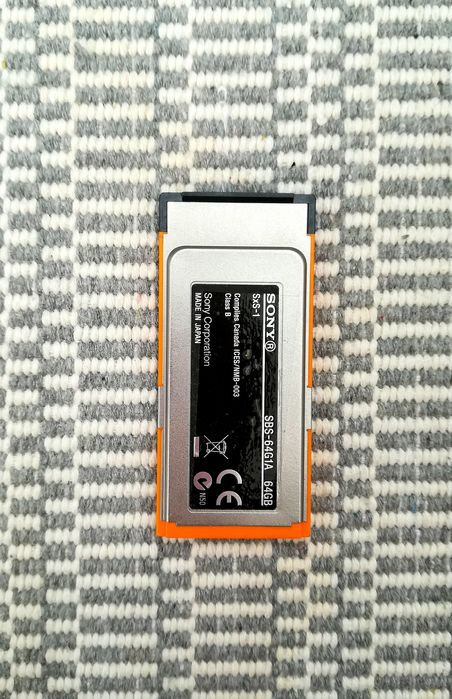 SONY® SBS-64G1A 64GB
SxS-1
Complies Canada ICES/NMB-003
Class B
Sony Corporation
MADE IN JAPAN
CE
N50